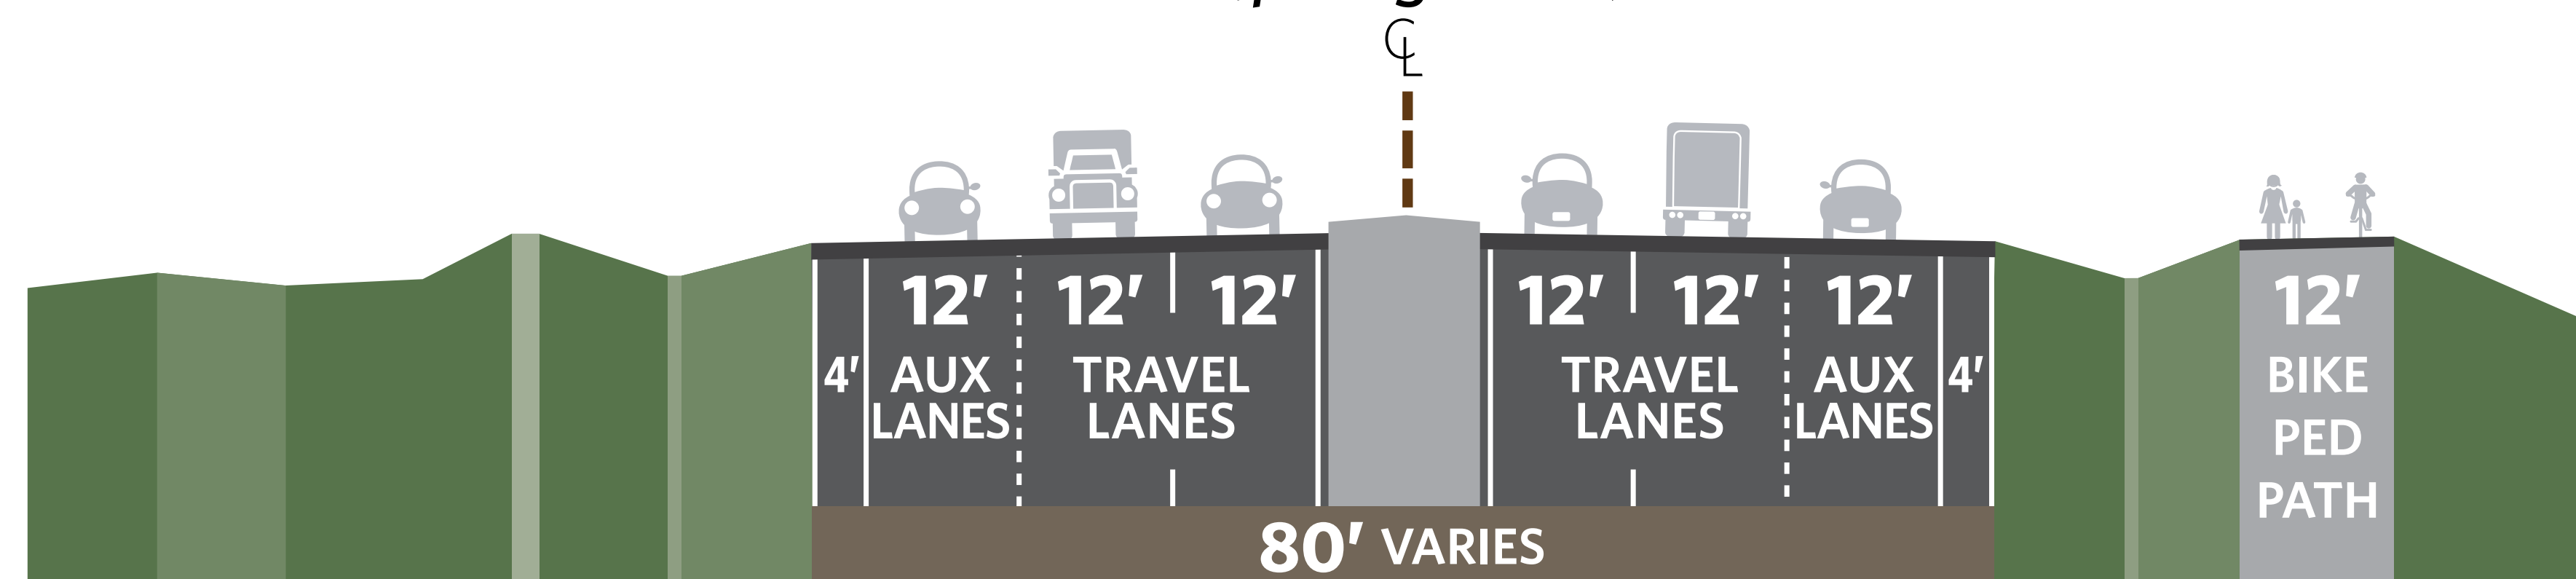 ℄
12′ 12′ 12′ 12′ 12′ 12′ 12′
4′ AUX LANES TRAVEL LANES TRAVEL LANES AUX LANES 4′ BIKE PED PATH
80′ VARIES